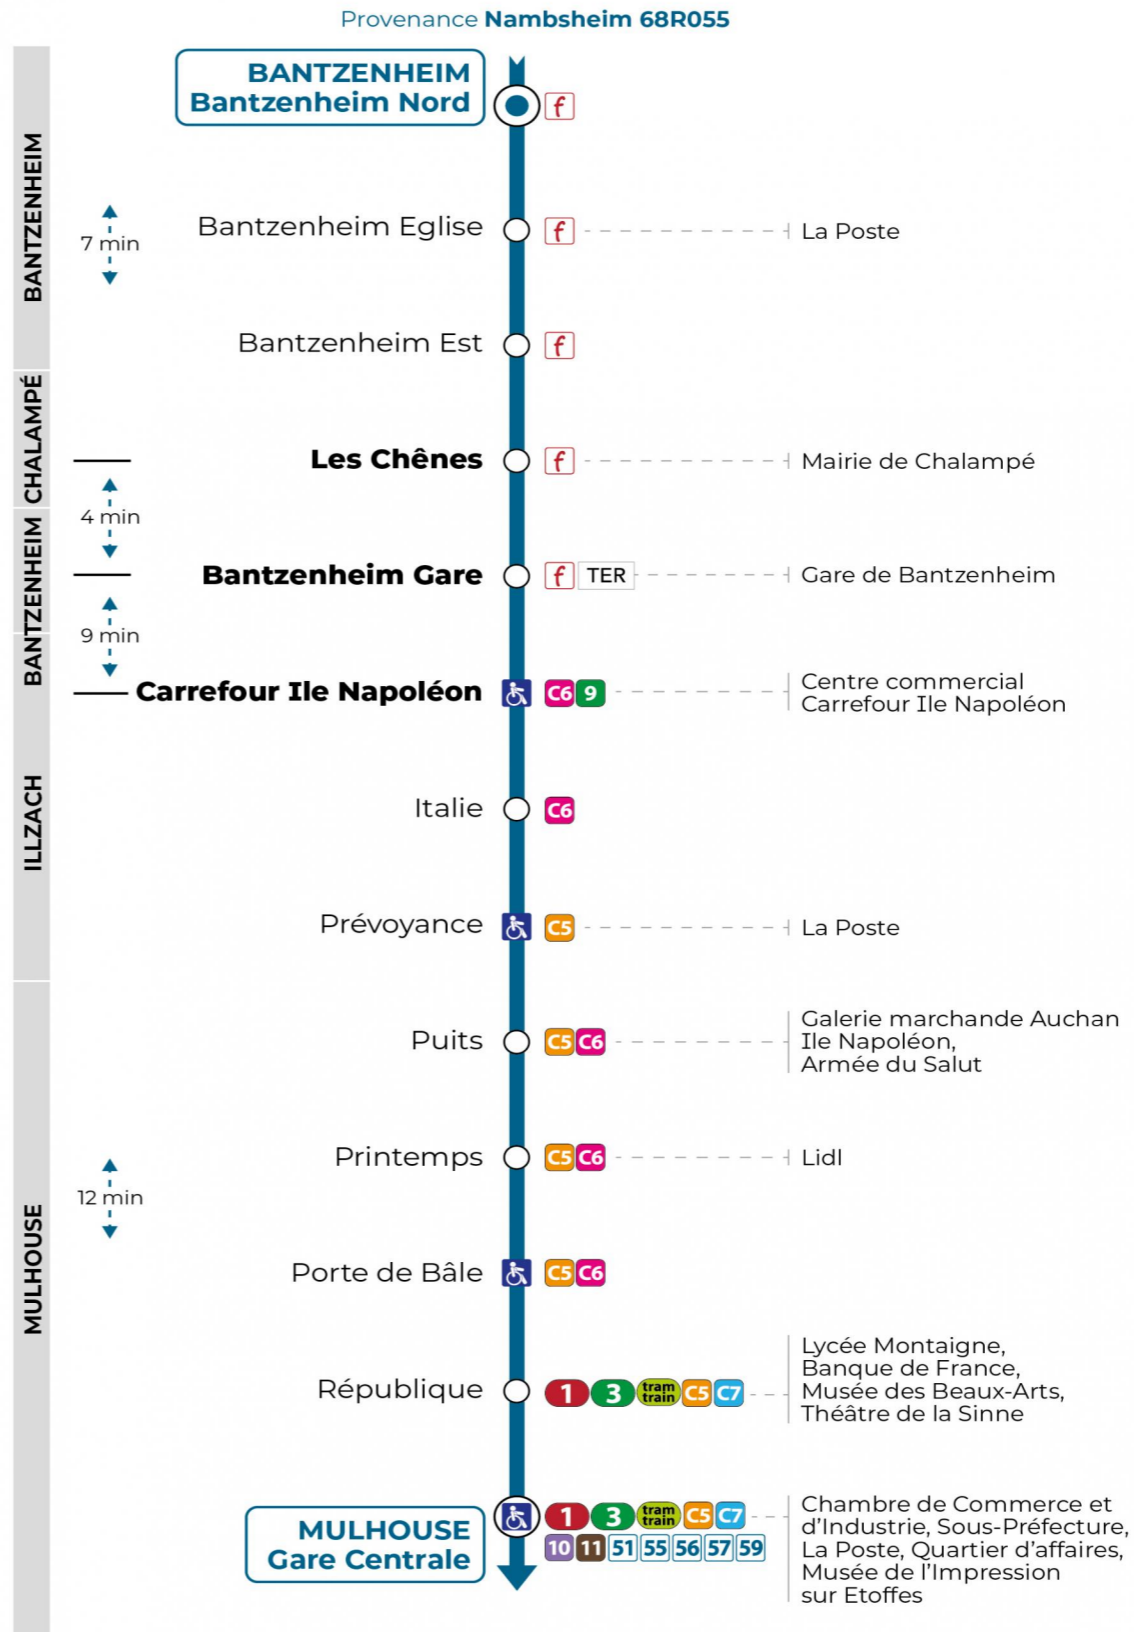 Provenance Nambsheim 68R055
BANTZENHEIM
BANTZENHEIM
Bantzenheim Nord
f
7 min
Bantzenheim Eglise
f
La Poste
Bantzenheim Est
f
CHALAMPÉ
Les Chênes
f
Mairie de Chalampé
4 min
BANTZENHEIM
Bantzenheim Gare
f TER
Gare de Bantzenheim
9 min
Carrefour Ile Napoléon
C6 9
Centre commercial
Carrefour Ile Napoléon
ILLZACH
Italie
C6
Prévoyance
C5
La Poste
MULHOUSE
Puits
C5 C6
Galerie marchande Auchan
Ile Napoléon,
Armée du Salut
Printemps
C5 C6
Lidl
12 min
Porte de Bâle
C5 C6
République
1 3 tram train C5 C7
Lycée Montaigne,
Banque de France,
Musée des Beaux-Arts,
Théâtre de la Sinne
MULHOUSE
Gare Centrale
1 3 tram train C5 C7
10 11 51 55 56 57 59
Chambre de Commerce et
d'Industrie, Sous-Préfecture,
La Poste, Quartier d'affaires,
Musée de l'Impression
sur Etoffes